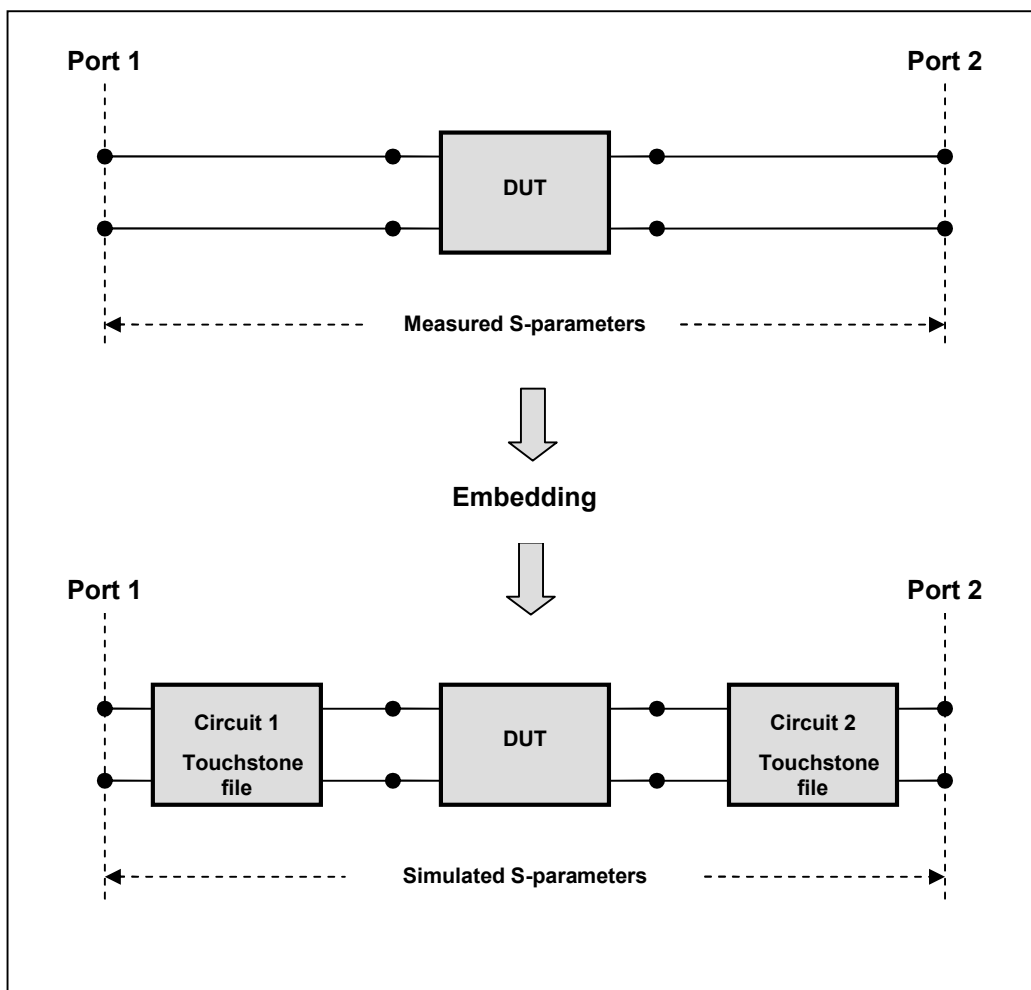 Port 1
Port 2
DUT
Measured S-parameters
Embedding
Port 1
Port 2
Circuit 1
Touchstone
file
DUT
Circuit 2
Touchstone
file
Simulated S-parameters